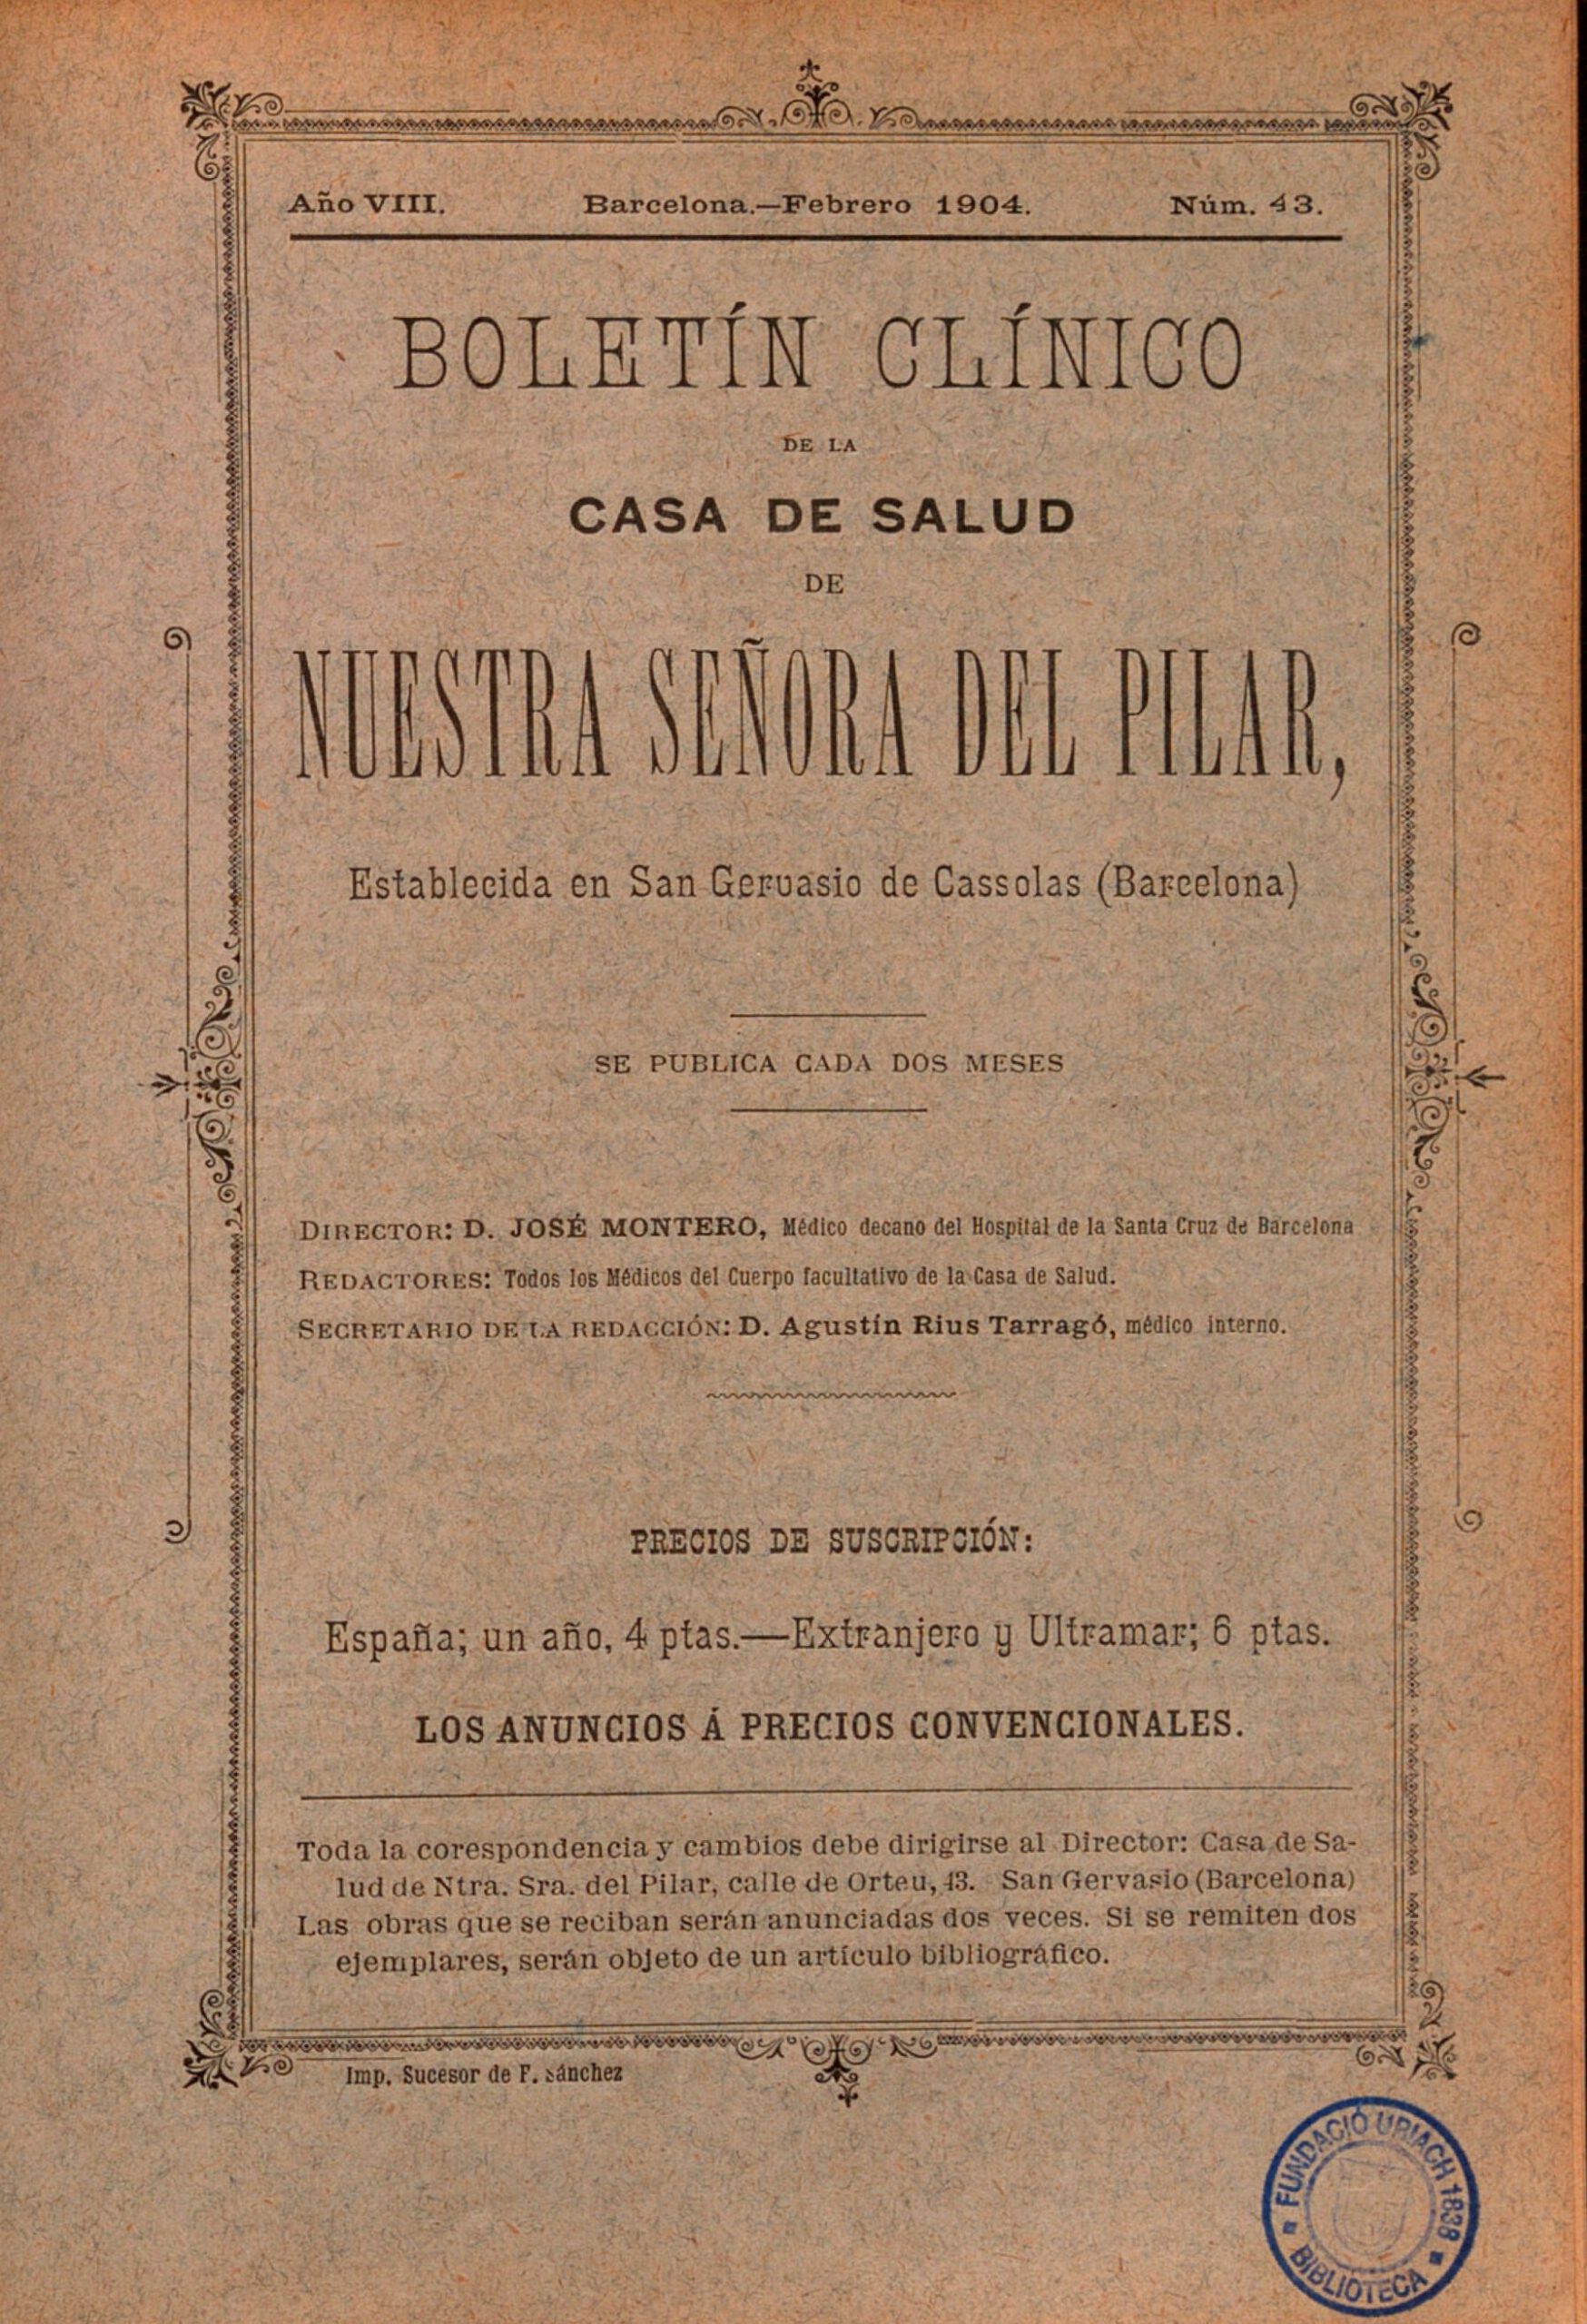 Año VIII. Barcelona.—Febrero 1904. Núm. 43.
BOLETÍN CLÍNICO
DE LA
CASA DE SALUD
DE
NUESTRA SEÑORA DEL PILAR,
Establecida en San Gervasio de Cassolas (Barcelona)
SE PUBLICA CADA DOS MESES
DIRECTOR: D. JOSÉ MONTERO, Médico decano del Hospital de la Santa Cruz de Barcelona
REDACTORES: Todos los Médicos del Cuerpo facultativo de la Casa de Salud.
SECRETARIO DE LA REDACCIÓN: D. Agustín Rius Tarragó, médico interno.
PRECIOS DE SUSCRIPCIÓN:
España; un año, 4 ptas.—Extranjero y Ultramar; 6 ptas.
LOS ANUNCIOS Á PRECIOS CONVENCIONALES.
Toda la corespondencia y cambios debe dirigirse al Director: Casa de Sa-
lud de Ntra. Sra. del Pilar, calle de Orteu, 13. San Gervasio (Barcelona)
Las obras que se reciban serán anunciadas dos veces. Si se remiten dos
ejemplares, serán objeto de un artículo bibliográfico.
Imp. Sucesor de F. Sánchez
FUNDACIÓ URIACH 1838
BIBLIOTECA